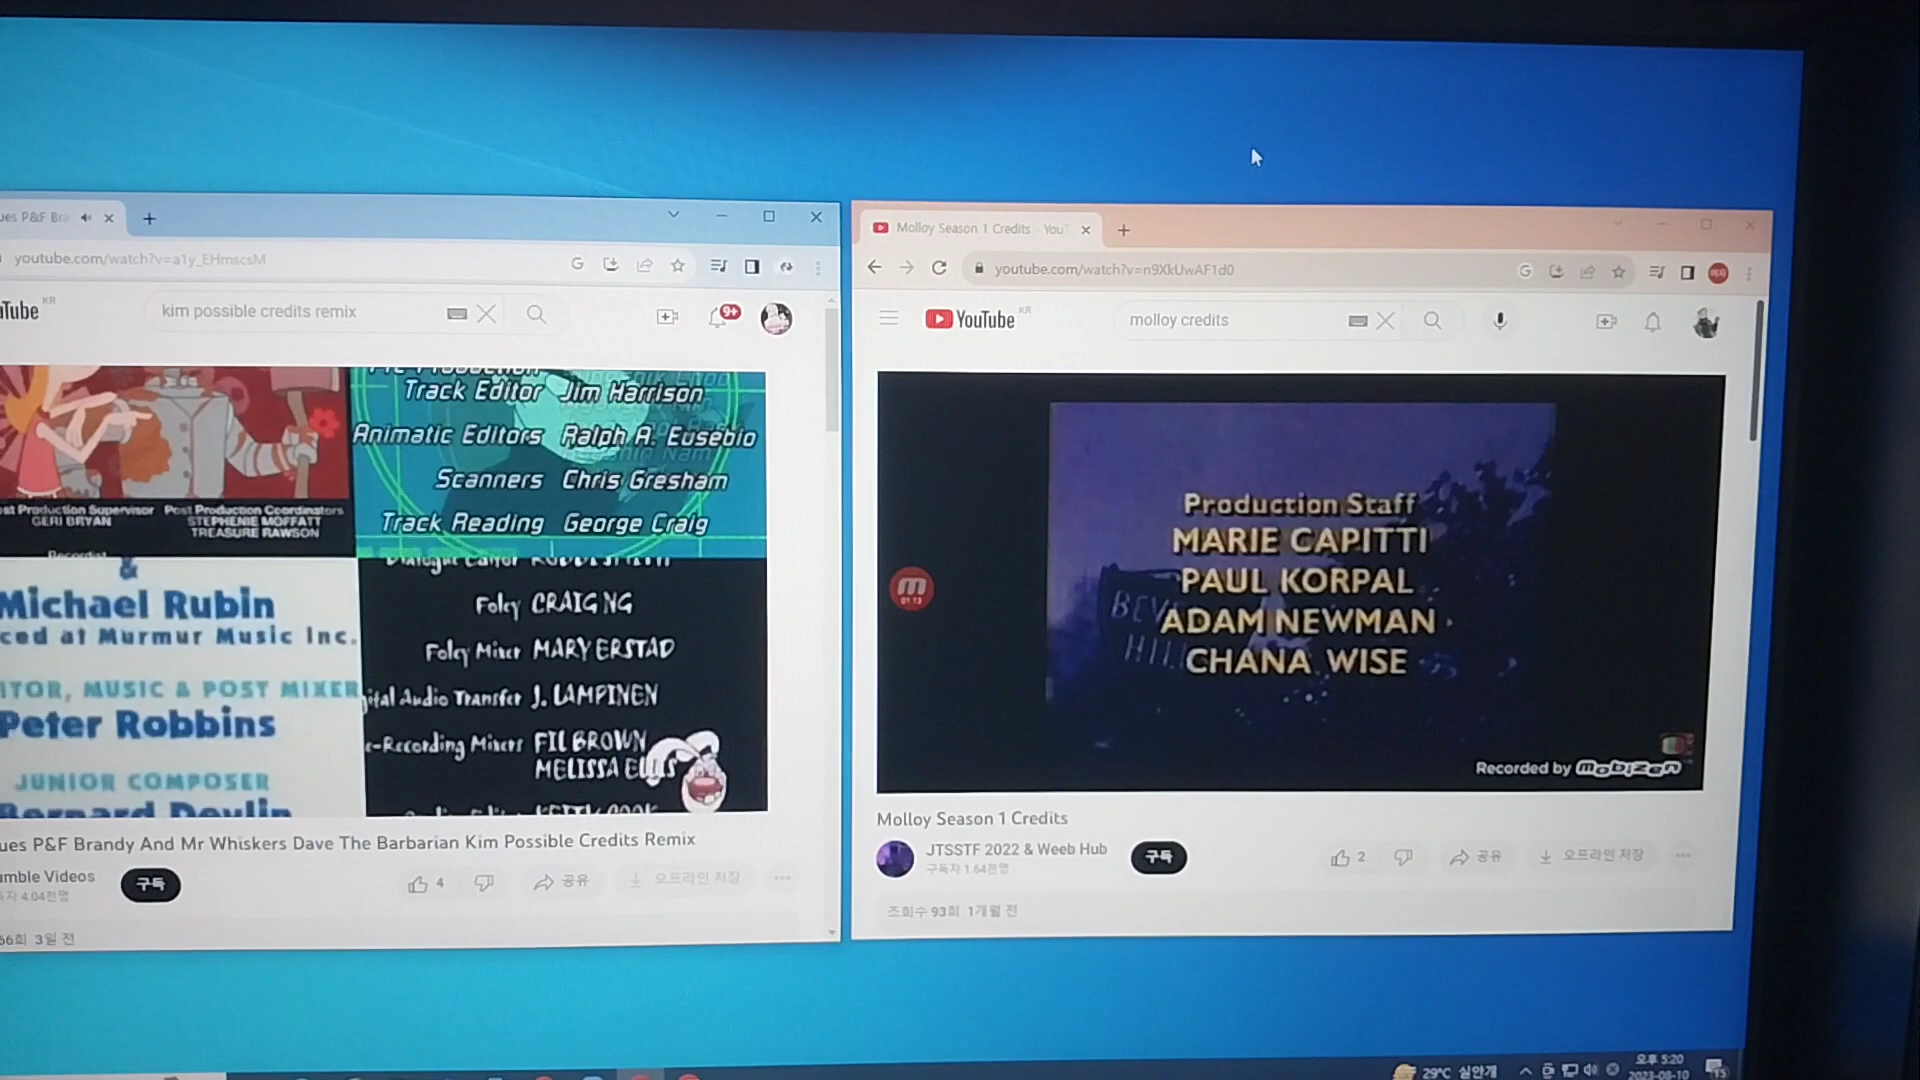 ues P&F Bra
youtube.com/watch?v=a1y_EHmscsM
Tube KR
kim possible credits remix
9+
Track Editor Jim Harrison
Animatic Editors Ralph A. Eusebio
Scanners Chris Gresham
Track Reading George Craig
st Production Supervisor
GERI BRYAN
Post Production Coordinators
STEPHENIE MOFFATT
TREASURE RAWSON
Recordist
&
Michael Rubin
ced at Murmur Music Inc.
ITOR, MUSIC & POST MIXER
Peter Robbins
JUNIOR COMPOSER
Bernard Devlin
Foley CRAIG NG
Foley Mixer MARY ERSTAD
gital Audio Transfer J. LAMPINEN
e-Recording Mixers FIL BROWN
MELISSA ELLIS
ues P&F Brandy And Mr Whiskers Dave The Barbarian Kim Possible Credits Remix
umble Videos
자 4.04천명
구독
4
공유
오프라인 저장
66회 3일 전
Molloy Season 1 Credits - YouT
youtube.com/watch?v=n9XkUwAF1d0
YouTube KR
molloy credits
Production Staff
MARIE CAPITTI
PAUL KORPAL
ADAM NEWMAN
CHANA WISE
BEVE
HILL
01:13
Recorded by mobizen
Molloy Season 1 Credits
JTSSTF 2022 & Weeb Hub
구독자 1.64천명
구독
2
공유
오프라인 저장
조회수 93회 1개월 전
29°C 실안개
오후 5:20
2023-08-10
15